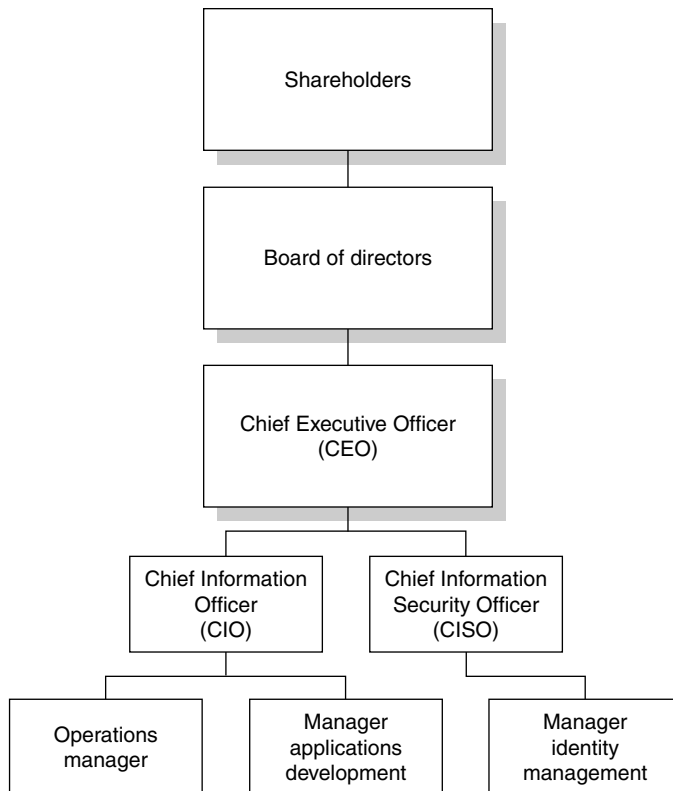 Shareholders
Board of directors
Chief Executive Officer
(CEO)
Chief Information
Officer
(CIO)
Chief Information
Security Officer
(CISO)
Operations
manager
Manager
applications
development
Manager
identity
management